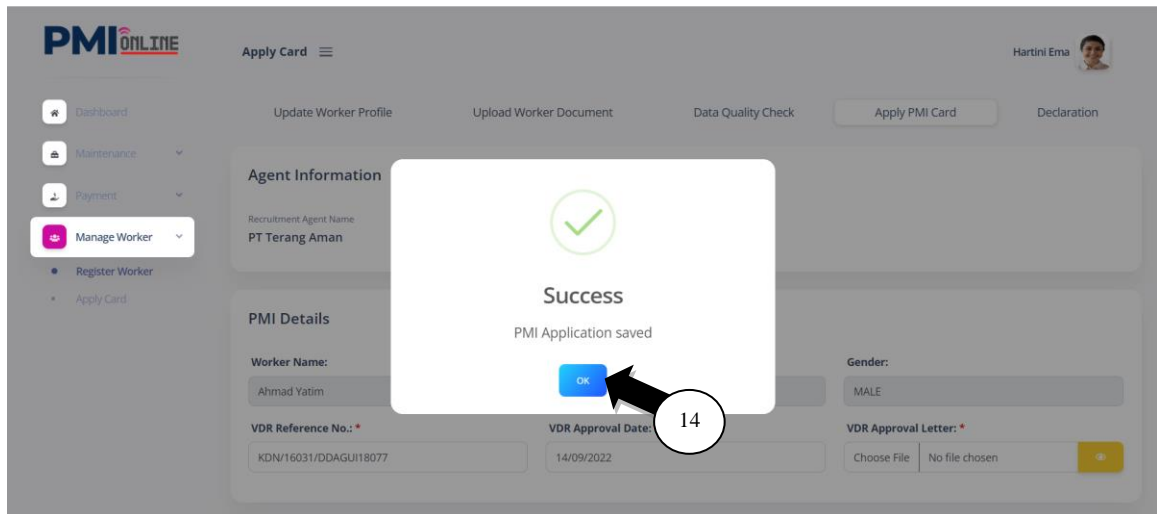 PMI ONLINE
Apply Card
Hartini Ema
Dashboard
Maintenance
Payment
Manage Worker
Register Worker
Apply Card
Update Worker Profile
Upload Worker Document
Data Quality Check
Apply PMI Card
Declaration
Agent Information
Recruitment Agent Name
PT Terang Aman
Success
PMI Application saved
OK
14
PMI Details
Worker Name:
Gender:
Ahmad Yatim
MALE
VDR Reference No.: *
VDR Approval Date:
VDR Approval Letter: *
KDN/16031/DDAGUI18077
14/09/2022
Choose File No file chosen